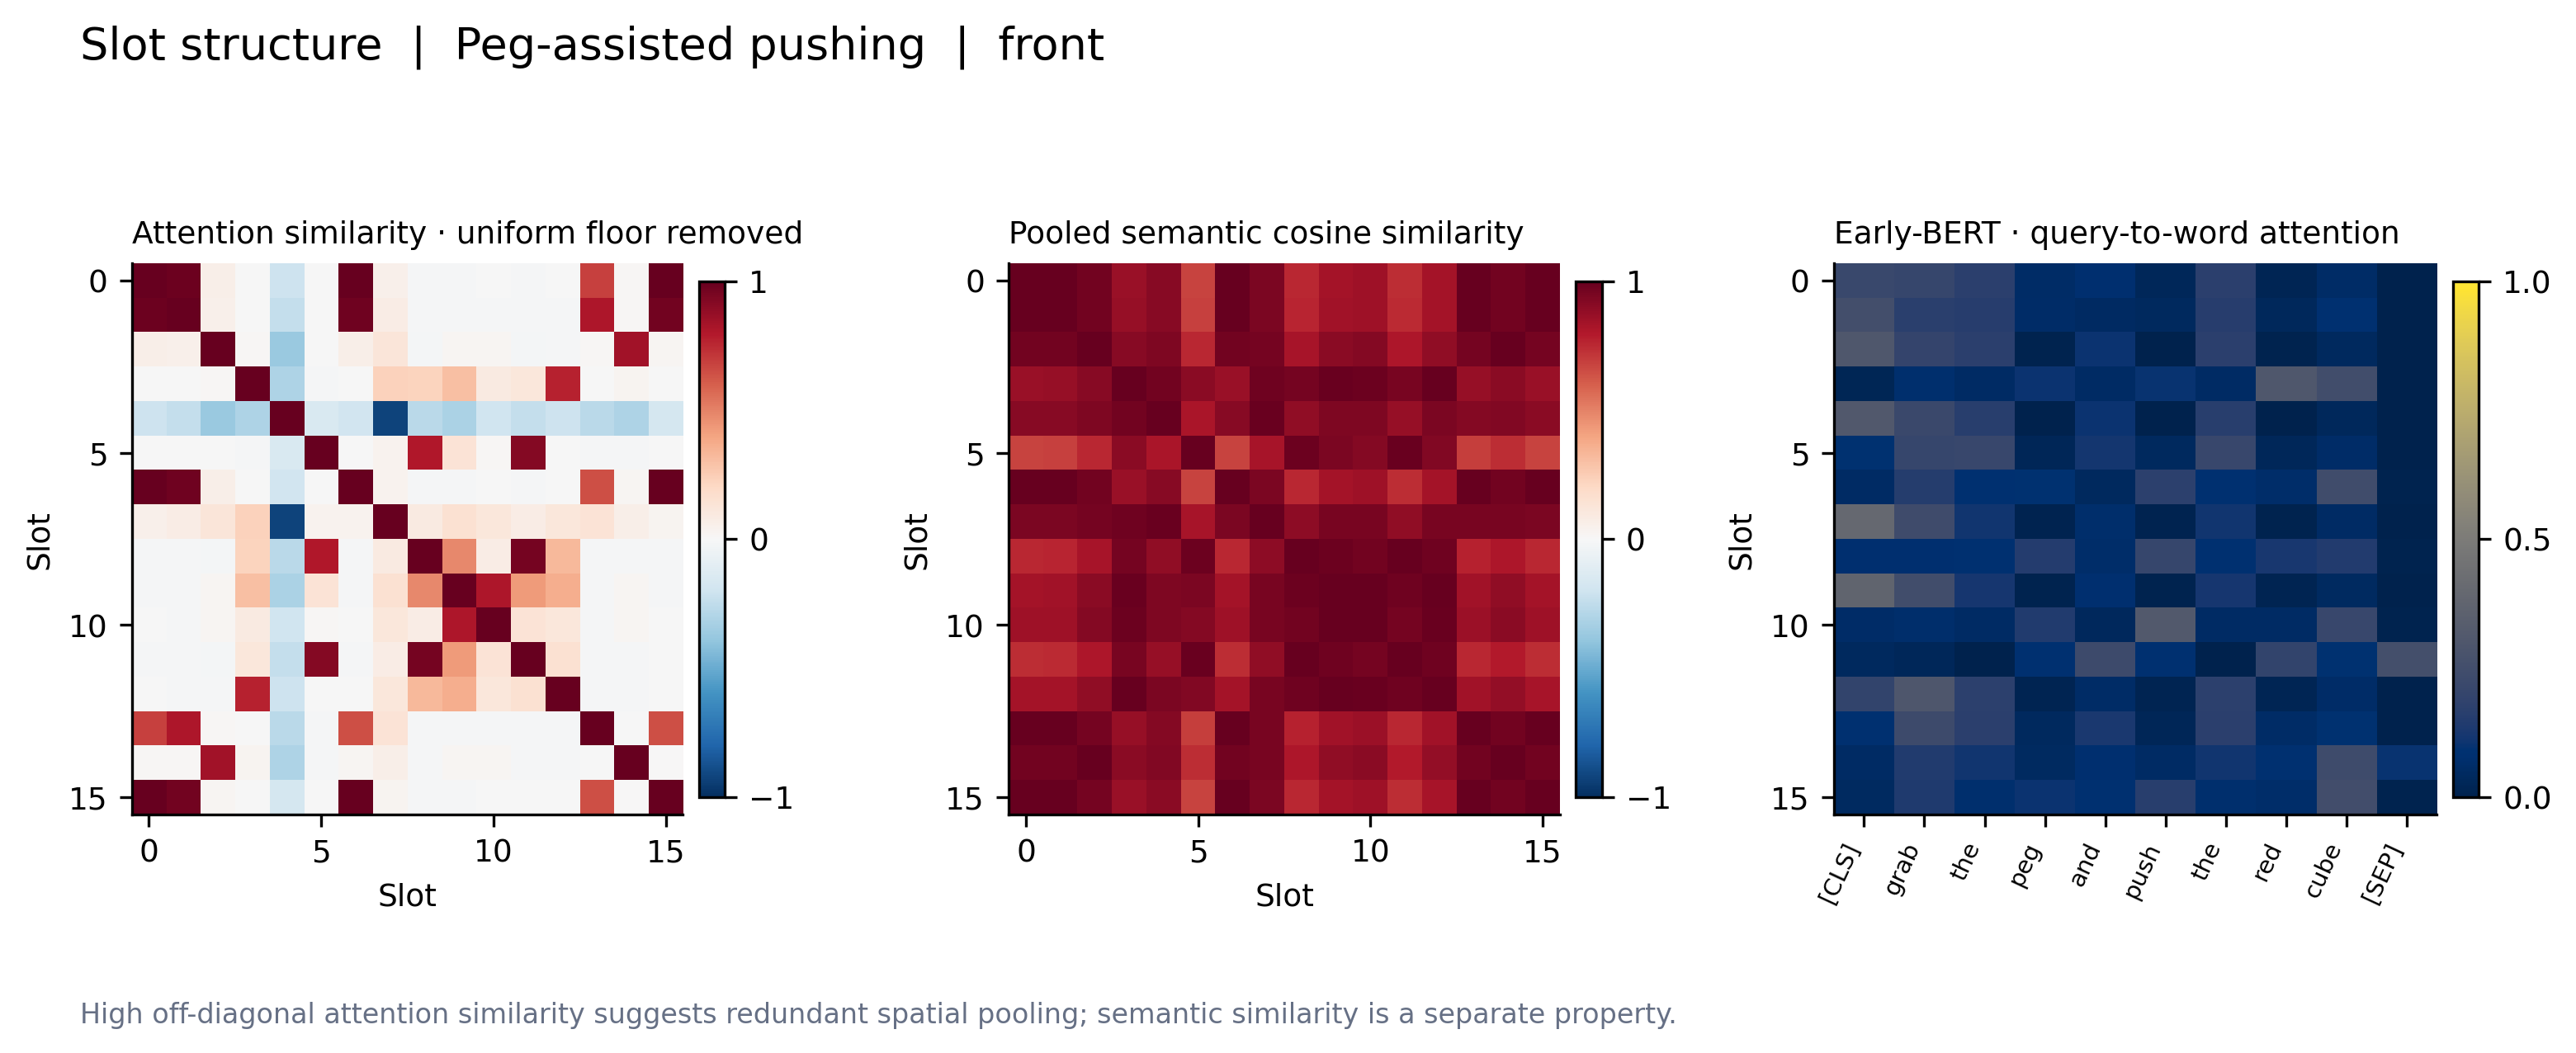 Slot structure | Peg-assisted pushing | front
Attention similarity · uniform floor removed
0
5
10
15
Slot
0
5
10
15
Slot
1
0
−1
Pooled semantic cosine similarity
0
5
10
15
Slot
0
5
10
15
Slot
1
0
−1
Early-BERT · query-to-word attention
0
5
10
15
Slot
[CLS]
grab
the
peg
and
push
the
red
cube
[SEP]
1.0
0.5
0.0
High off-diagonal attention similarity suggests redundant spatial pooling; semantic similarity is a separate property.